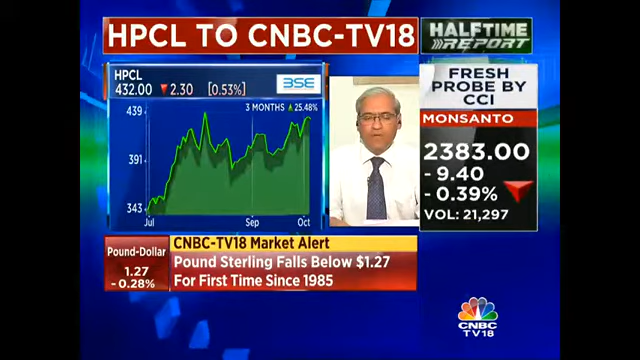 HPCL TO CNBC-TV18
HALFTIME
REPORT
HPCL
432.00 ▼ 2.30 [0.53%]
BSE
3 MONTHS ▲ 25.48%
439
391
343
Jul
Sep
Oct
FRESH
PROBE BY
CCI
MONSANTO
2383.00
- 9.40
- 0.39%
VOL: 21,297
Pound-Dollar
1.27
- 0.28%
CNBC-TV18 Market Alert
Pound Sterling Falls Below $1.27
For First Time Since 1985
CNBC
TV18